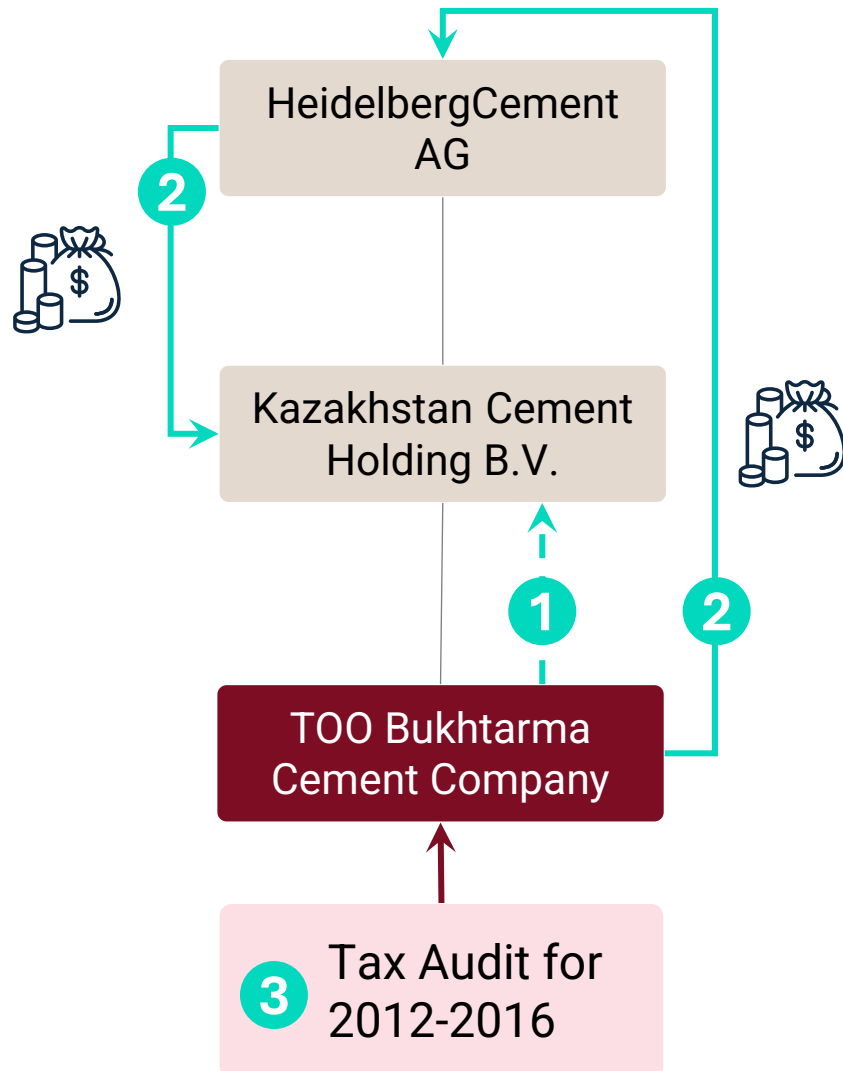 HeidelbergCement
AG
2
$
Kazakhstan Cement
Holding B.V.
$
1
2
TOO Bukhtarma
Cement Company
3
Tax Audit for
2012-2016